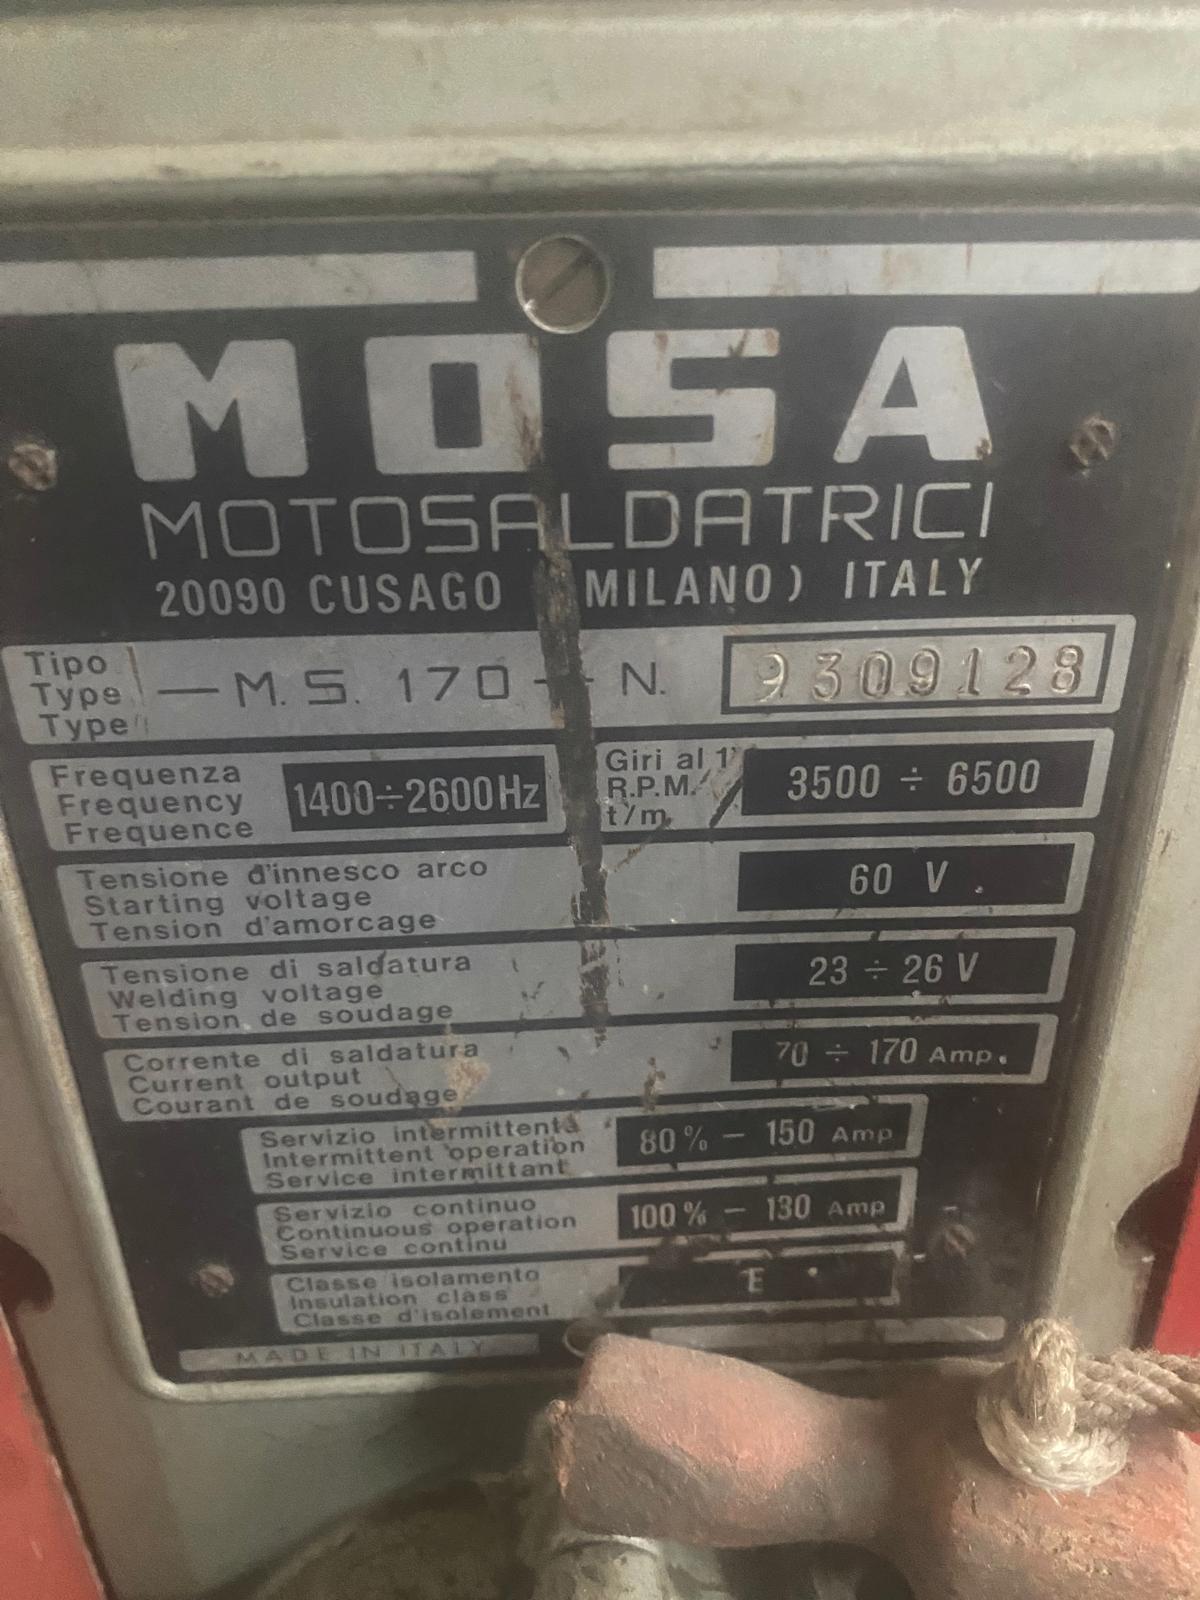 MOSA
MOTOSALDATRICI
20090 CUSAGO (MILANO) ITALY
Tipo
Type
Type
M.S. 170 - N. 9309128
Frequenza
Frequency
Frequence
1400÷2600 Hz
Giri al 1'
R.P.M.
t/m
3500 ÷ 6500
Tensione d'innesco arco
Starting voltage
Tension d'amorcage
60 V
Tensione di saldatura
Welding voltage
Tension de soudage
23 ÷ 26 V
Corrente di saldatura
Current output
Courant de soudage
70 ÷ 170 Amp.
Servizio intermittente
Intermittent operation
Service intermittant
80% - 150 Amp
Servizio continuo
Continuous operation
Service continu
100% - 130 Amp
Classe isolamento
Insulation class
Classe d'isolement
E
MADE IN ITALY